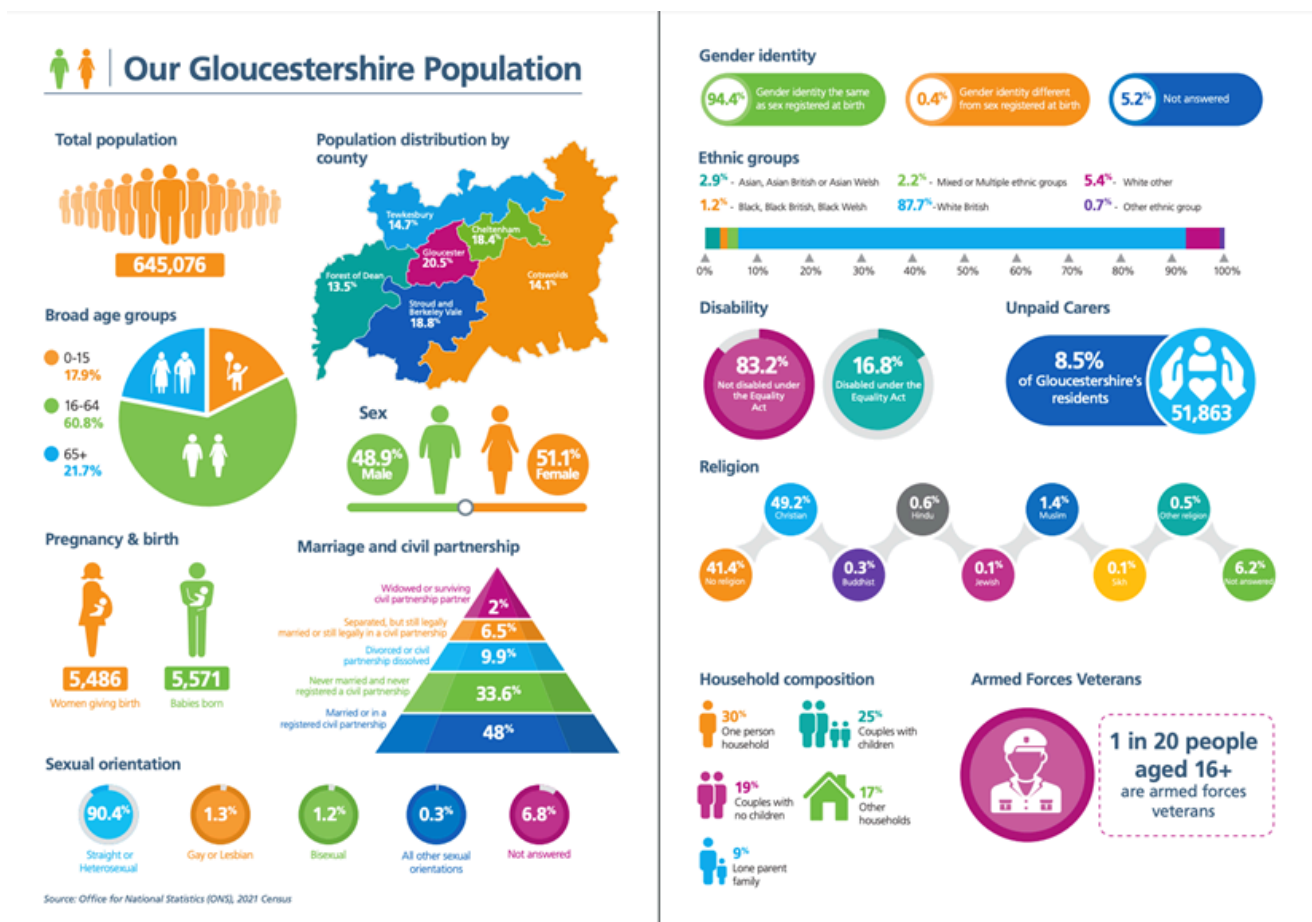 Our Gloucestershire Population
Total population
645,076
Population distribution by
county
Tewkesbury
14.7%
Cheltenham
18.4%
Gloucester
20.5%
Forest of Dean
13.5%
Cotswolds
14.1%
Stroud and
Berkeley Vale
18.8%
Broad age groups
0-15
17.9%
16-64
60.8%
65+
21.7%
Sex
48.9%
Male
51.1%
Female
Pregnancy & birth
5,486
Women giving birth
5,571
Babies born
Marriage and civil partnership
Widowed or surviving
civil partnership partner
2%
Separated, but still legally
married or still legally in a civil partnership
6.5%
Divorced or civil
partnership dissolved
9.9%
Never married and never
registered a civil partnership
33.6%
Married or in a
registered civil partnership
48%
Sexual orientation
90.4%
Straight or
Heterosexual
1.3%
Gay or Lesbian
1.2%
Bisexual
0.3%
All other sexual
orientations
6.8%
Not answered
Source: Office for National Statistics (ONS), 2021 Census
Gender identity
94.4%
Gender identity the same
as sex registered at birth
0.4%
Gender identity different
from sex registered at birth
5.2%
Not answered
Ethnic groups
2.9% - Asian, Asian British or Asian Welsh
2.2% - Mixed or Multiple ethnic groups
5.4% - White other
1.2% - Black, Black British, Black Welsh
87.7% - White British
0.7% - Other ethnic group
0% 10% 20% 30% 40% 50% 60% 70% 80% 90% 100%
Disability
83.2%
Not disabled under
the Equality
Act
16.8%
Disabled under the
Equality Act
Unpaid Carers
8.5%
of Gloucestershire's
residents
51,863
Religion
41.4%
No religion
49.2%
Christian
0.3%
Buddhist
0.6%
Hindu
0.1%
Jewish
1.4%
Muslim
0.1%
Sikh
0.5%
Other religion
6.2%
Not answered
Household composition
30%
One person
household
25%
Couples with
children
19%
Couples with
no children
17%
Other
households
9%
Lone parent
family
Armed Forces Veterans
1 in 20 people
aged 16+
are armed forces
veterans